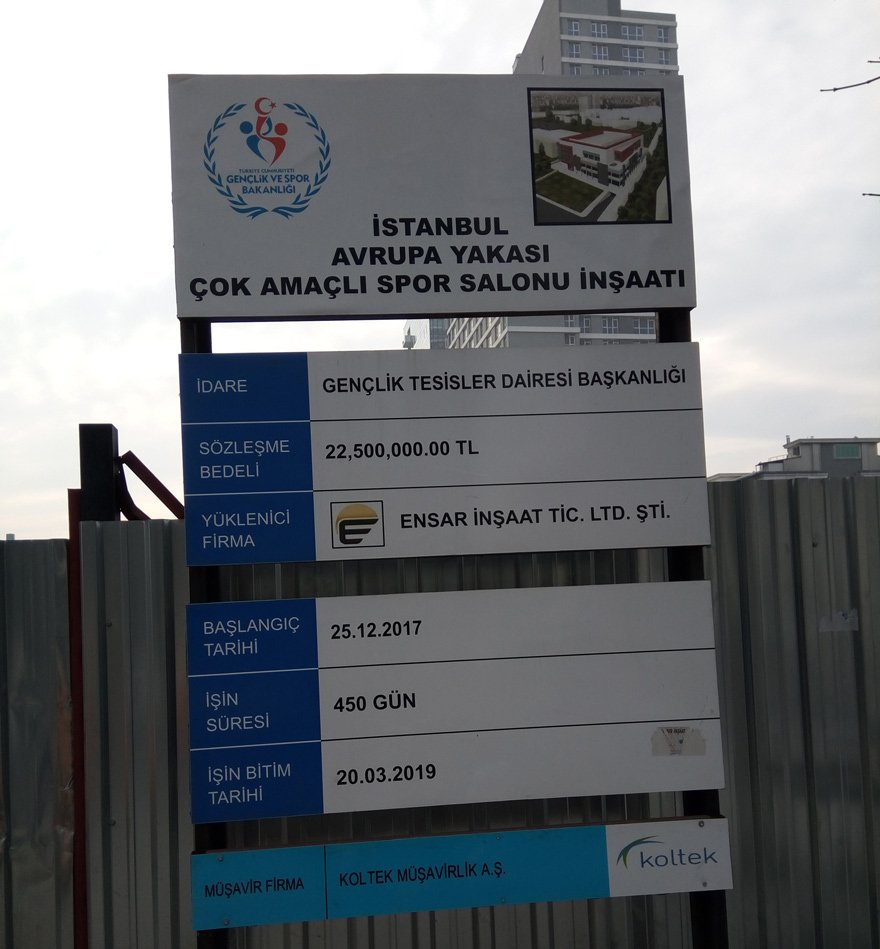 TÜRKİYE CUMHURİYETİ
GENÇLİK VE SPOR
BAKANLIĞI
İSTANBUL
AVRUPA YAKASI
ÇOK AMAÇLI SPOR SALONU İNŞAATI
İDARE
GENÇLİK TESİSLER DAİRESİ BAŞKANLIĞI
SÖZLEŞME
BEDELİ
22,500,000.00 TL
YÜKLENİCİ
FİRMA
ENSAR İNŞAAT TİC. LTD. ŞTİ.
BAŞLANGIÇ
TARİHİ
25.12.2017
İŞİN
SÜRESİ
450 GÜN
İŞİN BİTİM
TARİHİ
20.03.2019
MÜŞAVİR FİRMA
KOLTEK MÜŞAVİRLİK A.Ş.
koltek